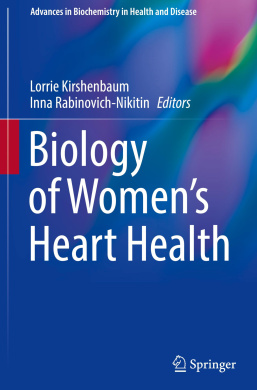 Advances in Biochemistry in Health and Disease
Lorrie Kirshenbaum
Inna Rabinovich-Nikitin Editors
Biology
of Women's
Heart Health
Springer